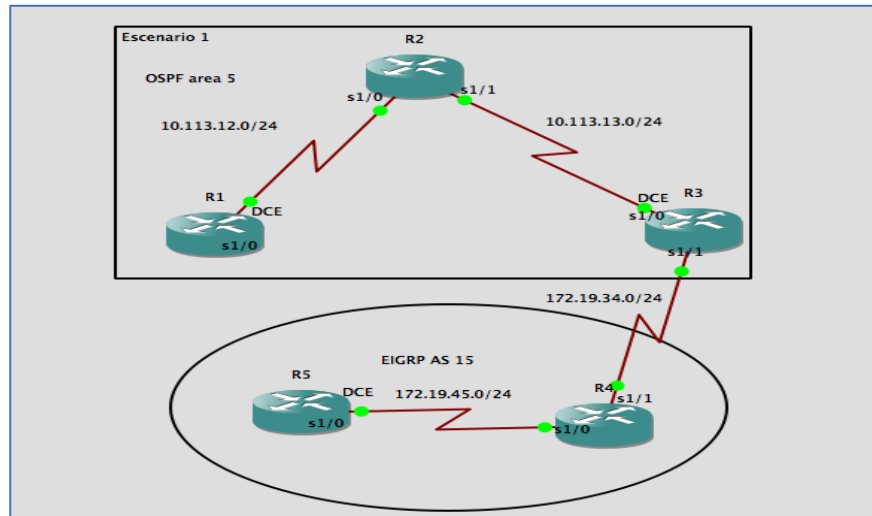 Escenario 1
R2
OSPF area 5
s1/0
s1/1
10.113.12.0/24
10.113.13.0/24
R1
DCE
s1/0
DCE
R3
s1/0
s1/1
172.19.34.0/24
EIGRP AS 15
R5
DCE
172.19.45.0/24
R4
s1/1
s1/0
s1/0